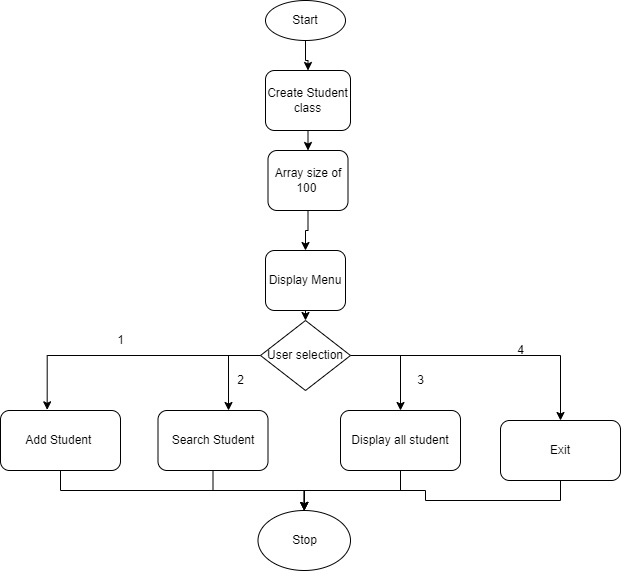 Start
Create Student
class
Array size of
100
Display Menu
User selection
1
2
3
4
Add Student
Search Student
Display all student
Exit
Stop